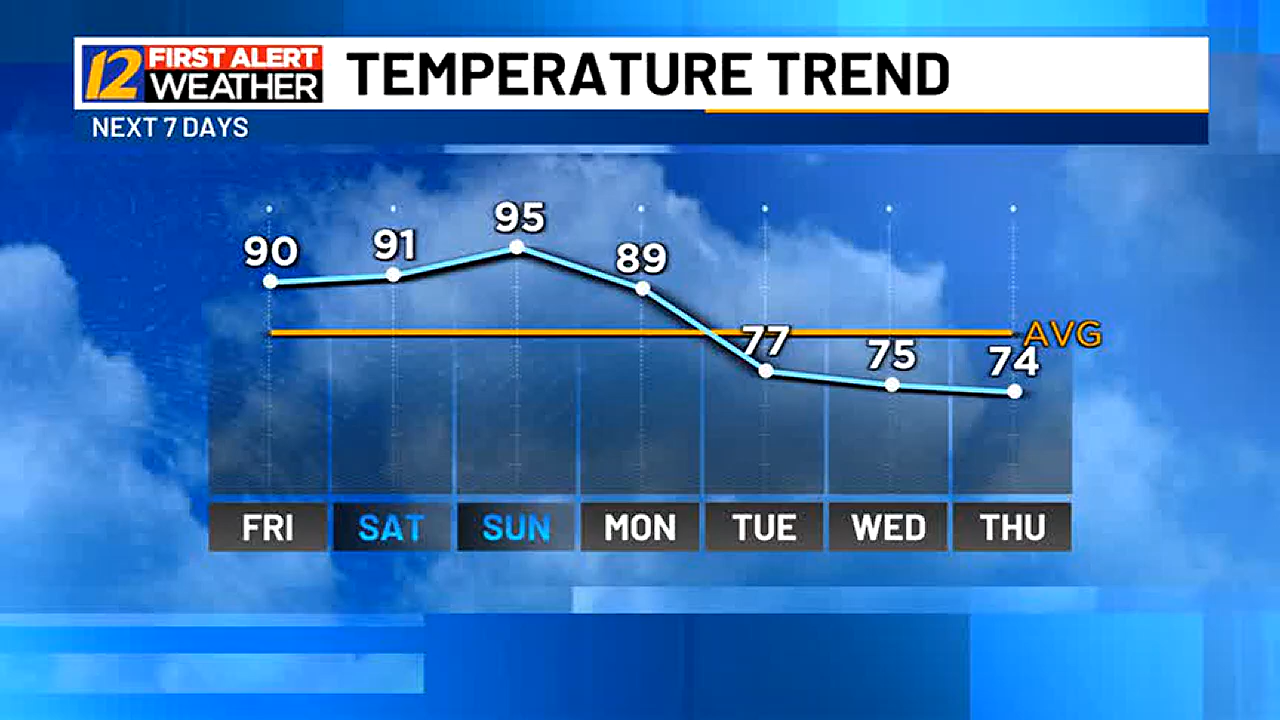 12 FIRST ALERT WEATHER
TEMPERATURE TREND
NEXT 7 DAYS
90 91 95 89 77 75 74
AVG
FRI SAT SUN MON TUE WED THU